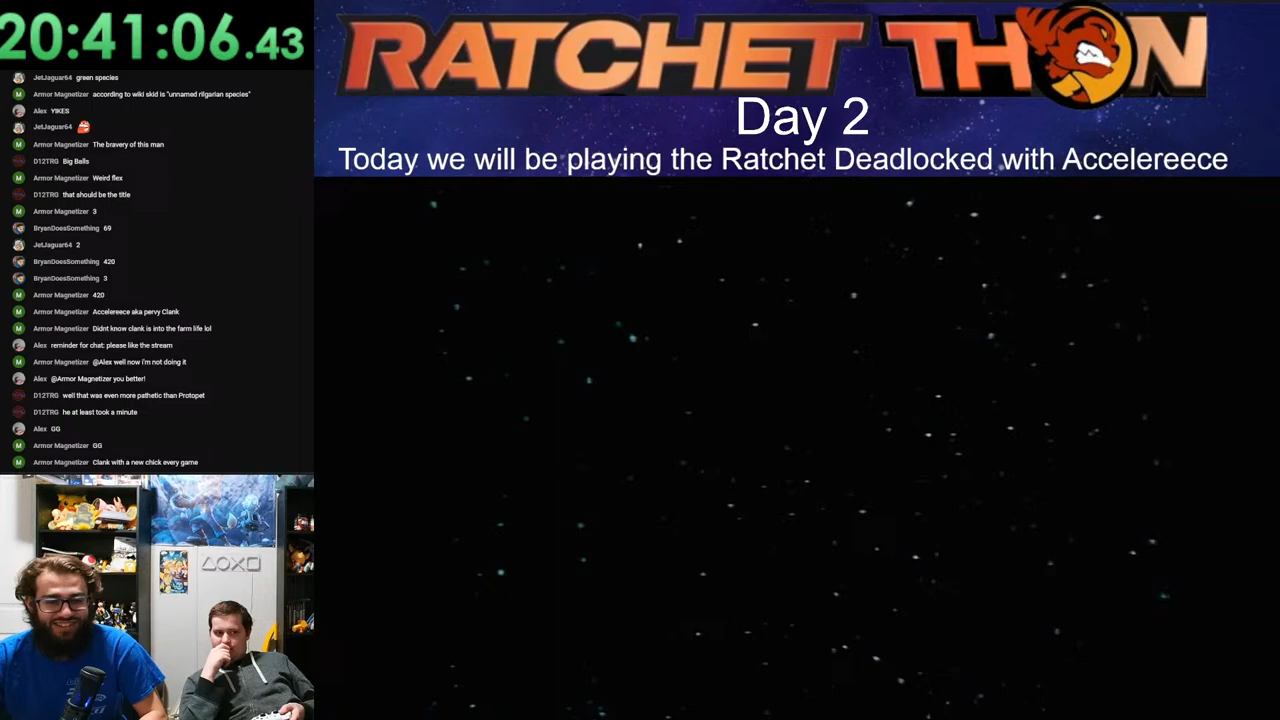 20:41:06.43
RATCHET THON
Day 2
Today we will be playing the Ratchet Deadlocked with Accelereece
JetJaguar64 green species
Armor Magnetizer according to wiki skid is "unnamed rilgarian species"
Alex YIKES
JetJaguar64
Armor Magnetizer The bravery of this man
D12TRG Big Balls
Armor Magnetizer Weird flex
D12TRG that should be the title
Armor Magnetizer 3
BryanDoesSomething 69
JetJaguar64 2
BryanDoesSomething 420
BryanDoesSomething 3
Armor Magnetizer 420
Armor Magnetizer Accelereece aka pervy Clank
Armor Magnetizer Didnt know clank is into the farm life lol
Alex reminder for chat: please like the stream
Armor Magnetizer @Alex well now i'm not doing it
Alex @Armor Magnetizer you better!
D12TRG well that was even more pathetic than Protopet
D12TRG he at least took a minute
Alex GG
Armor Magnetizer GG
Armor Magnetizer Clank with a new chick every game